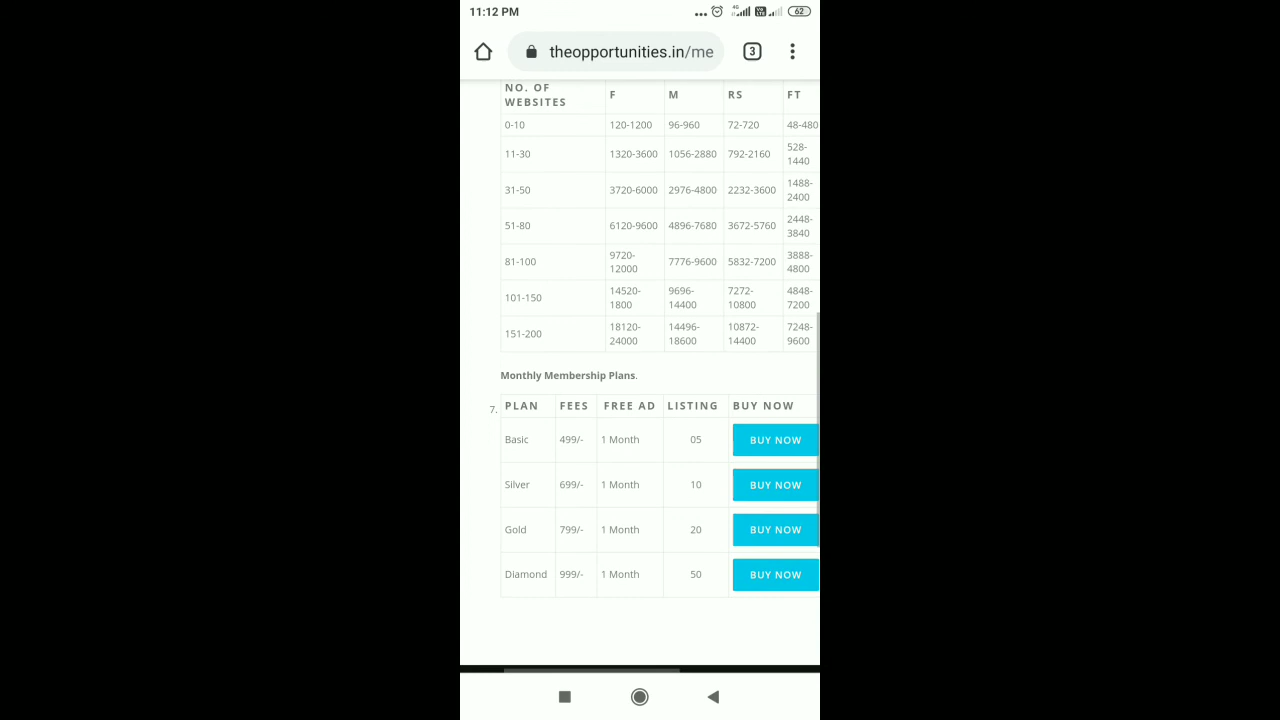 11:12 PM 4G Vo LTE 62
theopportunities.in/me 3
NO. OF WEBSITES F M RS FT
0-10 120-1200 96-960 72-720 48-480
11-30 1320-3600 1056-2880 792-2160 528-1440
31-50 3720-6000 2976-4800 2232-3600 1488-2400
51-80 6120-9600 4896-7680 3672-5760 2448-3840
81-100 9720-12000 7776-9600 5832-7200 3888-4800
101-150 14520-1800 9696-14400 7272-10800 4848-7200
151-200 18120-24000 14496-18600 10872-14400 7248-9600
Monthly Membership Plans.
7. PLAN FEES FREE AD LISTING BUY NOW
Basic 499/- 1 Month 05 BUY NOW
Silver 699/- 1 Month 10 BUY NOW
Gold 799/- 1 Month 20 BUY NOW
Diamond 999/- 1 Month 50 BUY NOW